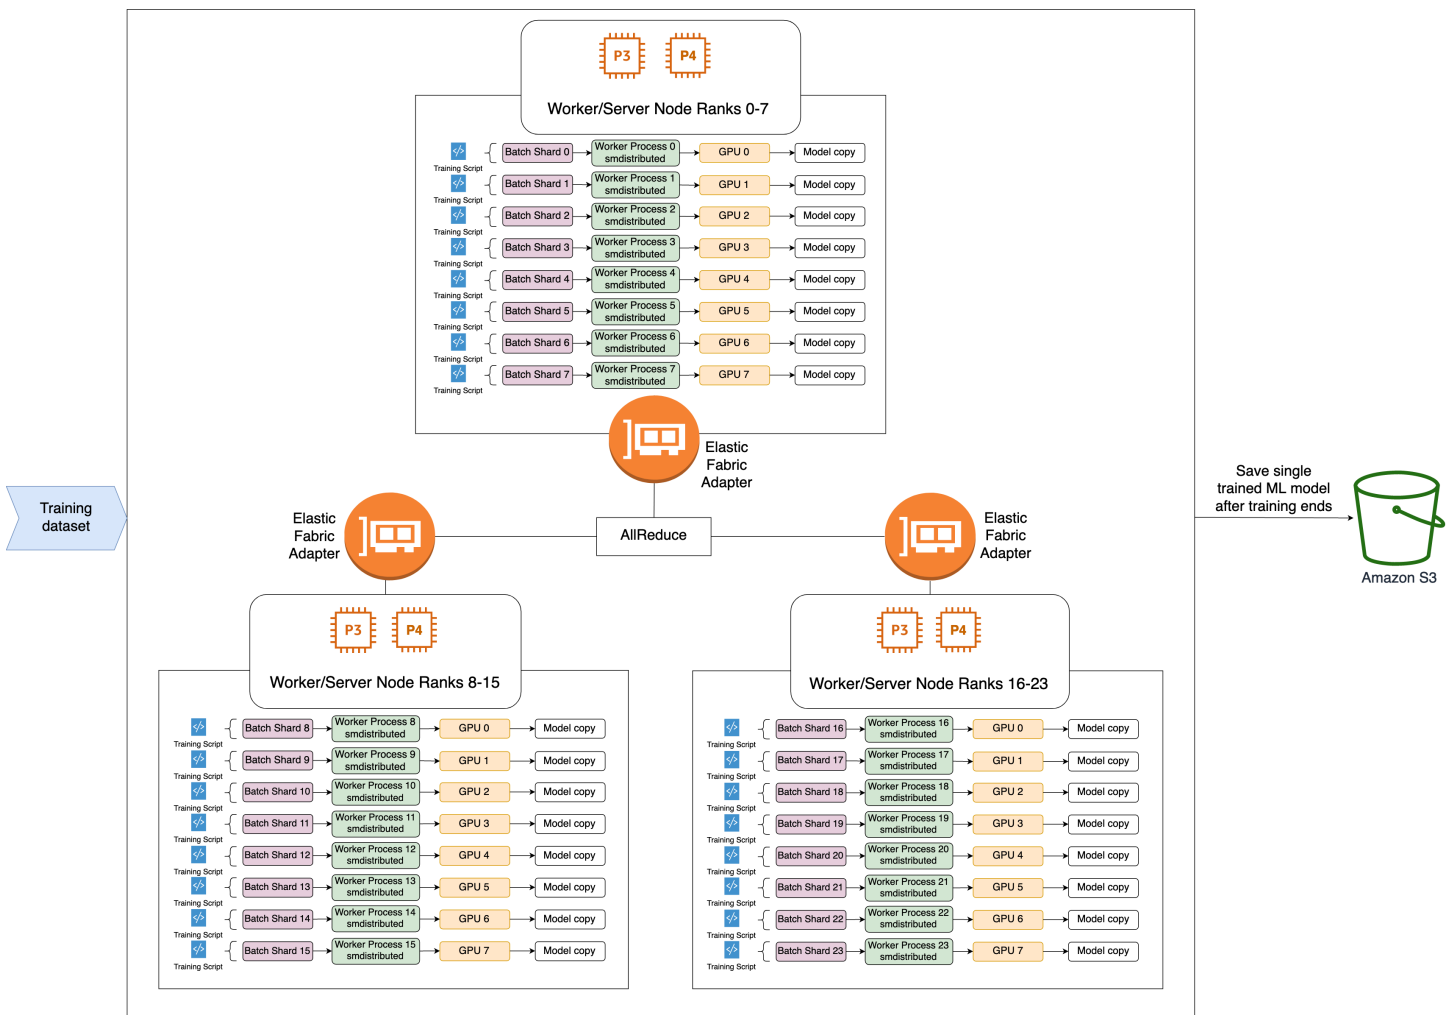 P3
P4
Worker/Server Node Ranks 0-7
Training Script
Batch Shard 0
Worker Process 0
smdistributed
GPU 0
Model copy
Training Script
Batch Shard 1
Worker Process 1
smdistributed
GPU 1
Model copy
Training Script
Batch Shard 2
Worker Process 2
smdistributed
GPU 2
Model copy
Training Script
Batch Shard 3
Worker Process 3
smdistributed
GPU 3
Model copy
Training Script
Batch Shard 4
Worker Process 4
smdistributed
GPU 4
Model copy
Training Script
Batch Shard 5
Worker Process 5
smdistributed
GPU 5
Model copy
Training Script
Batch Shard 6
Worker Process 6
smdistributed
GPU 6
Model copy
Training Script
Batch Shard 7
Worker Process 7
smdistributed
GPU 7
Model copy
Elastic
Fabric
Adapter
Training
dataset
Elastic
Fabric
Adapter
AllReduce
Elastic
Fabric
Adapter
Save single
trained ML model
after training ends
Amazon S3
P3
P4
Worker/Server Node Ranks 8-15
Training Script
Batch Shard 8
Worker Process 8
smdistributed
GPU 0
Model copy
Training Script
Batch Shard 9
Worker Process 9
smdistributed
GPU 1
Model copy
Training Script
Batch Shard 10
Worker Process 10
smdistributed
GPU 2
Model copy
Training Script
Batch Shard 11
Worker Process 11
smdistributed
GPU 3
Model copy
Training Script
Batch Shard 12
Worker Process 12
smdistributed
GPU 4
Model copy
Training Script
Batch Shard 13
Worker Process 13
smdistributed
GPU 5
Model copy
Training Script
Batch Shard 14
Worker Process 14
smdistributed
GPU 6
Model copy
Training Script
Batch Shard 15
Worker Process 15
smdistributed
GPU 7
Model copy
P3
P4
Worker/Server Node Ranks 16-23
Training Script
Batch Shard 16
Worker Process 16
smdistributed
GPU 0
Model copy
Training Script
Batch Shard 17
Worker Process 17
smdistributed
GPU 1
Model copy
Training Script
Batch Shard 18
Worker Process 18
smdistributed
GPU 2
Model copy
Training Script
Batch Shard 19
Worker Process 19
smdistributed
GPU 3
Model copy
Training Script
Batch Shard 20
Worker Process 20
smdistributed
GPU 4
Model copy
Training Script
Batch Shard 21
Worker Process 21
smdistributed
GPU 5
Model copy
Training Script
Batch Shard 22
Worker Process 22
smdistributed
GPU 6
Model copy
Training Script
Batch Shard 23
Worker Process 23
smdistributed
GPU 7
Model copy